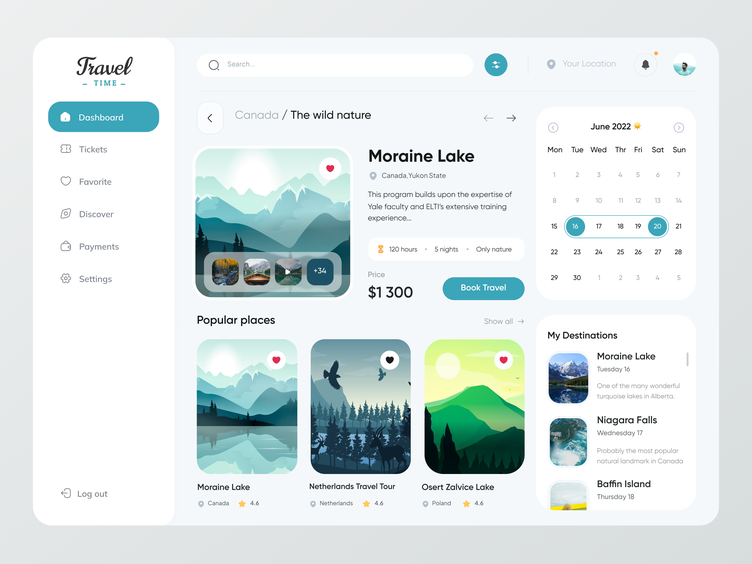 Travel
TIME
Dashboard
Tickets
Favorite
Discover
Payments
Settings
Log out
Search...
Your Location
Canada / The wild nature
+34
Moraine Lake
Canada,Yukon State
This program builds upon the expertise of
Yale faculty and ELTI's extensive training
experience...
120 hours • 5 nights • Only nature
Price
$1 300
Book Travel
Popular places
Show all
Moraine Lake
Canada 4.6
Netherlands Travel Tour
Netherlands 4.6
Osert Zalvice Lake
Poland 4.6
June 2022
Mon Tue Wed Thr Fri Sat Sun
1 2 3 4 5 6 7
8 9 10 11 12 13 14
15 16 17 18 19 20 21
22 23 24 25 26 27 28
29 30 1 2 3 4 5
My Destinations
Moraine Lake
Tuesday 16
One of the many wonderful
turquoise lakes in Alberta.
Niagara Falls
Wednesday 17
Probably the most popular
natural landmark in Canada
Baffin Island
Thursday 18